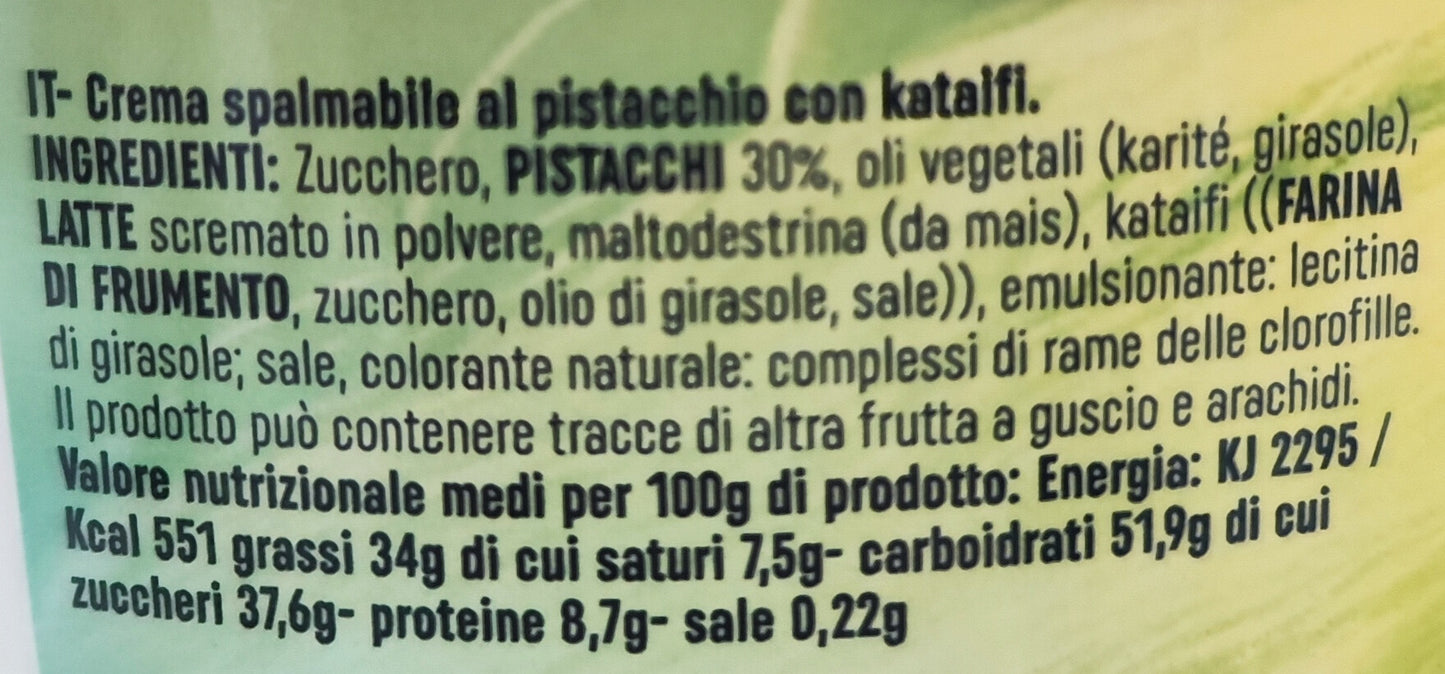 IT- Crema spalmabile al pistacchio con kataifi.
INGREDIENTI: Zucchero, PISTACCHI 30%, oli vegetali (karité, girasole),
LATTE scremato in polvere, maltodestrina (da mais), kataifi ((FARINA
DI FRUMENTO, zucchero, olio di girasole, sale)), emulsionante: lecitina
di girasole; sale, colorante naturale: complessi di rame delle clorofille.
Il prodotto può contenere tracce di altra frutta a guscio e arachidi.
Valore nutrizionale medi per 100g di prodotto: Energia: KJ 2295 /
Kcal 551 grassi 34g di cui saturi 7,5g- carboidrati 51,9g di cui
zuccheri 37,6g- proteine 8,7g- sale 0,22g